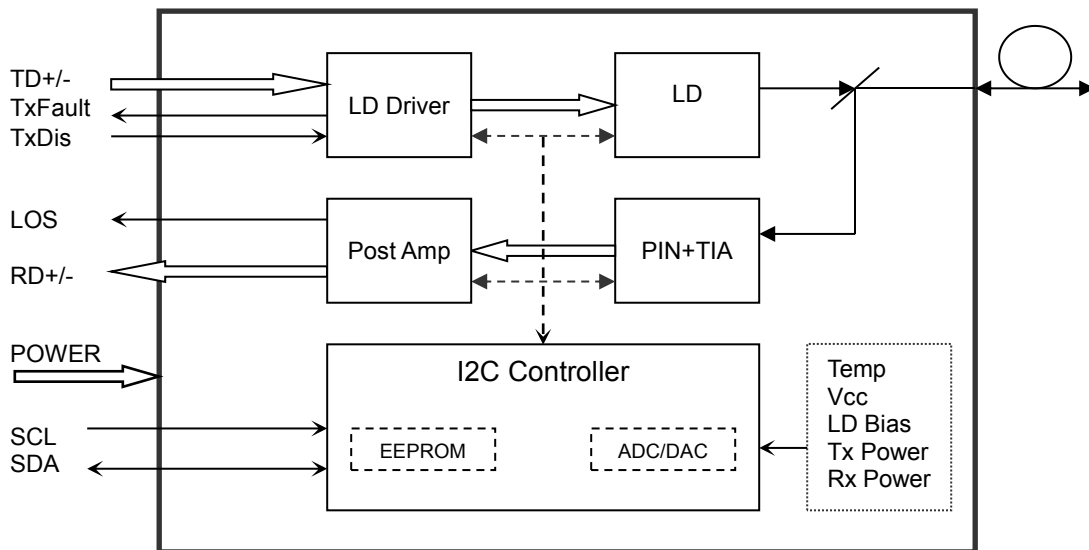 TD+/-
TxFault
TxDis
LD Driver
LD
LOS
RD+/-
Post Amp
PIN+TIA
POWER
SCL
SDA
I2C Controller
EEPROM
ADC/DAC
Temp
Vcc
LD Bias
Tx Power
Rx Power